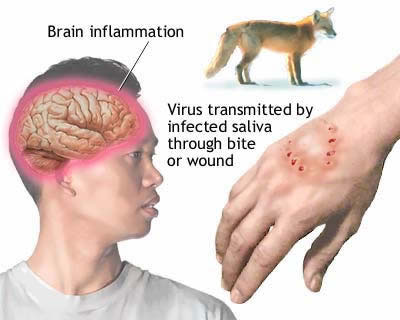 Brain inflammation
Virus transmitted by
infected saliva
through bite
or wound